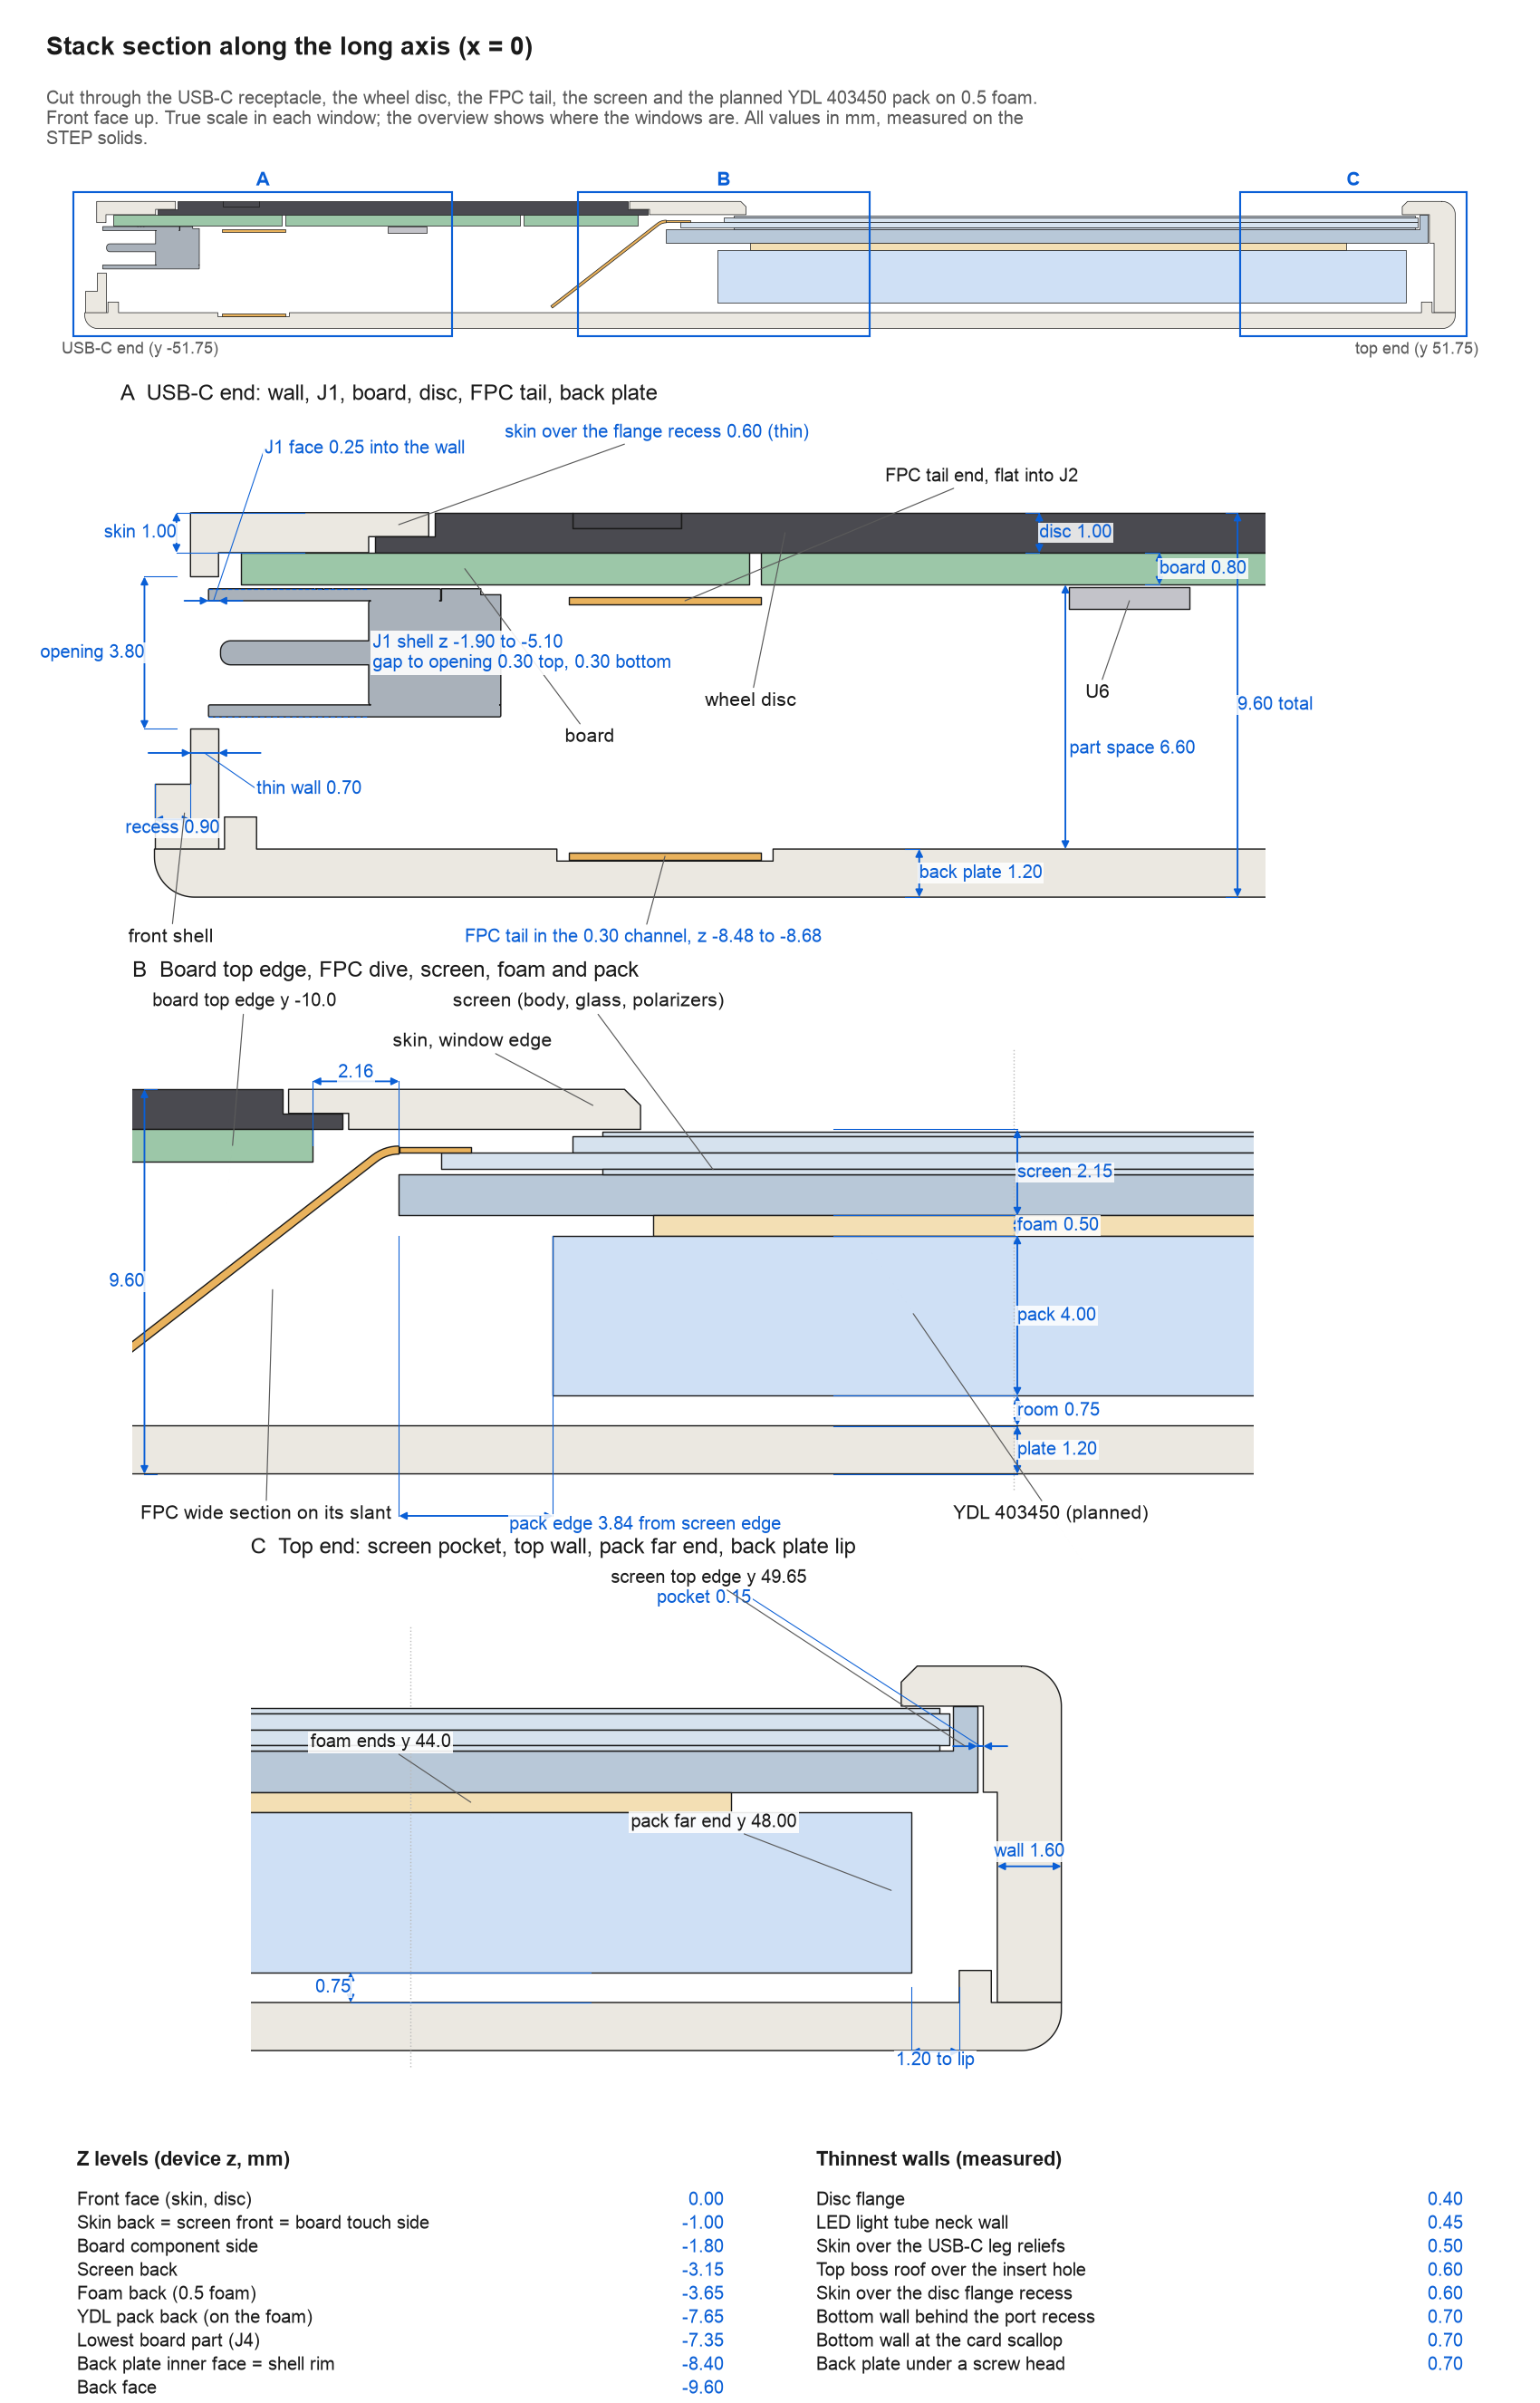 Stack section along the long axis (x = 0)
Cut through the USB-C receptacle, the wheel disc, the FPC tail, the screen and the planned YDL 403450 pack on 0.5 foam.
Front face up. True scale in each window; the overview shows where the windows are. All values in mm, measured on the
STEP solids.
A
B
C
USB-C end (y -51.75)
top end (y 51.75)
A USB-C end: wall, J1, board, disc, FPC tail, back plate
skin over the flange recess 0.60 (thin)
J1 face 0.25 into the wall
FPC tail end, flat into J2
skin 1.00
disc 1.00
board 0.80
opening 3.80
J1 shell z -1.90 to -5.10
gap to opening 0.30 top, 0.30 bottom
wheel disc
U6
9.60 total
board
part space 6.60
thin wall 0.70
recess 0.90
back plate 1.20
front shell
FPC tail in the 0.30 channel, z -8.48 to -8.68
B Board top edge, FPC dive, screen, foam and pack
board top edge y -10.0
screen (body, glass, polarizers)
skin, window edge
2.16
screen 2.15
foam 0.50
9.60
pack 4.00
room 0.75
plate 1.20
FPC wide section on its slant
pack edge 3.84 from screen edge
YDL 403450 (planned)
C Top end: screen pocket, top wall, pack far end, back plate lip
screen top edge y 49.65
pocket 0.15
foam ends y 44.0
pack far end y 48.00
wall 1.60
0.75
1.20 to lip
Z levels (device z, mm)
Front face (skin, disc) 0.00
Skin back = screen front = board touch side -1.00
Board component side -1.80
Screen back -3.15
Foam back (0.5 foam) -3.65
YDL pack back (on the foam) -7.65
Lowest board part (J4) -7.35
Back plate inner face = shell rim -8.40
Back face -9.60
Thinnest walls (measured)
Disc flange 0.40
LED light tube neck wall 0.45
Skin over the USB-C leg reliefs 0.50
Top boss roof over the insert hole 0.60
Skin over the disc flange recess 0.60
Bottom wall behind the port recess 0.70
Bottom wall at the card scallop 0.70
Back plate under a screw head 0.70